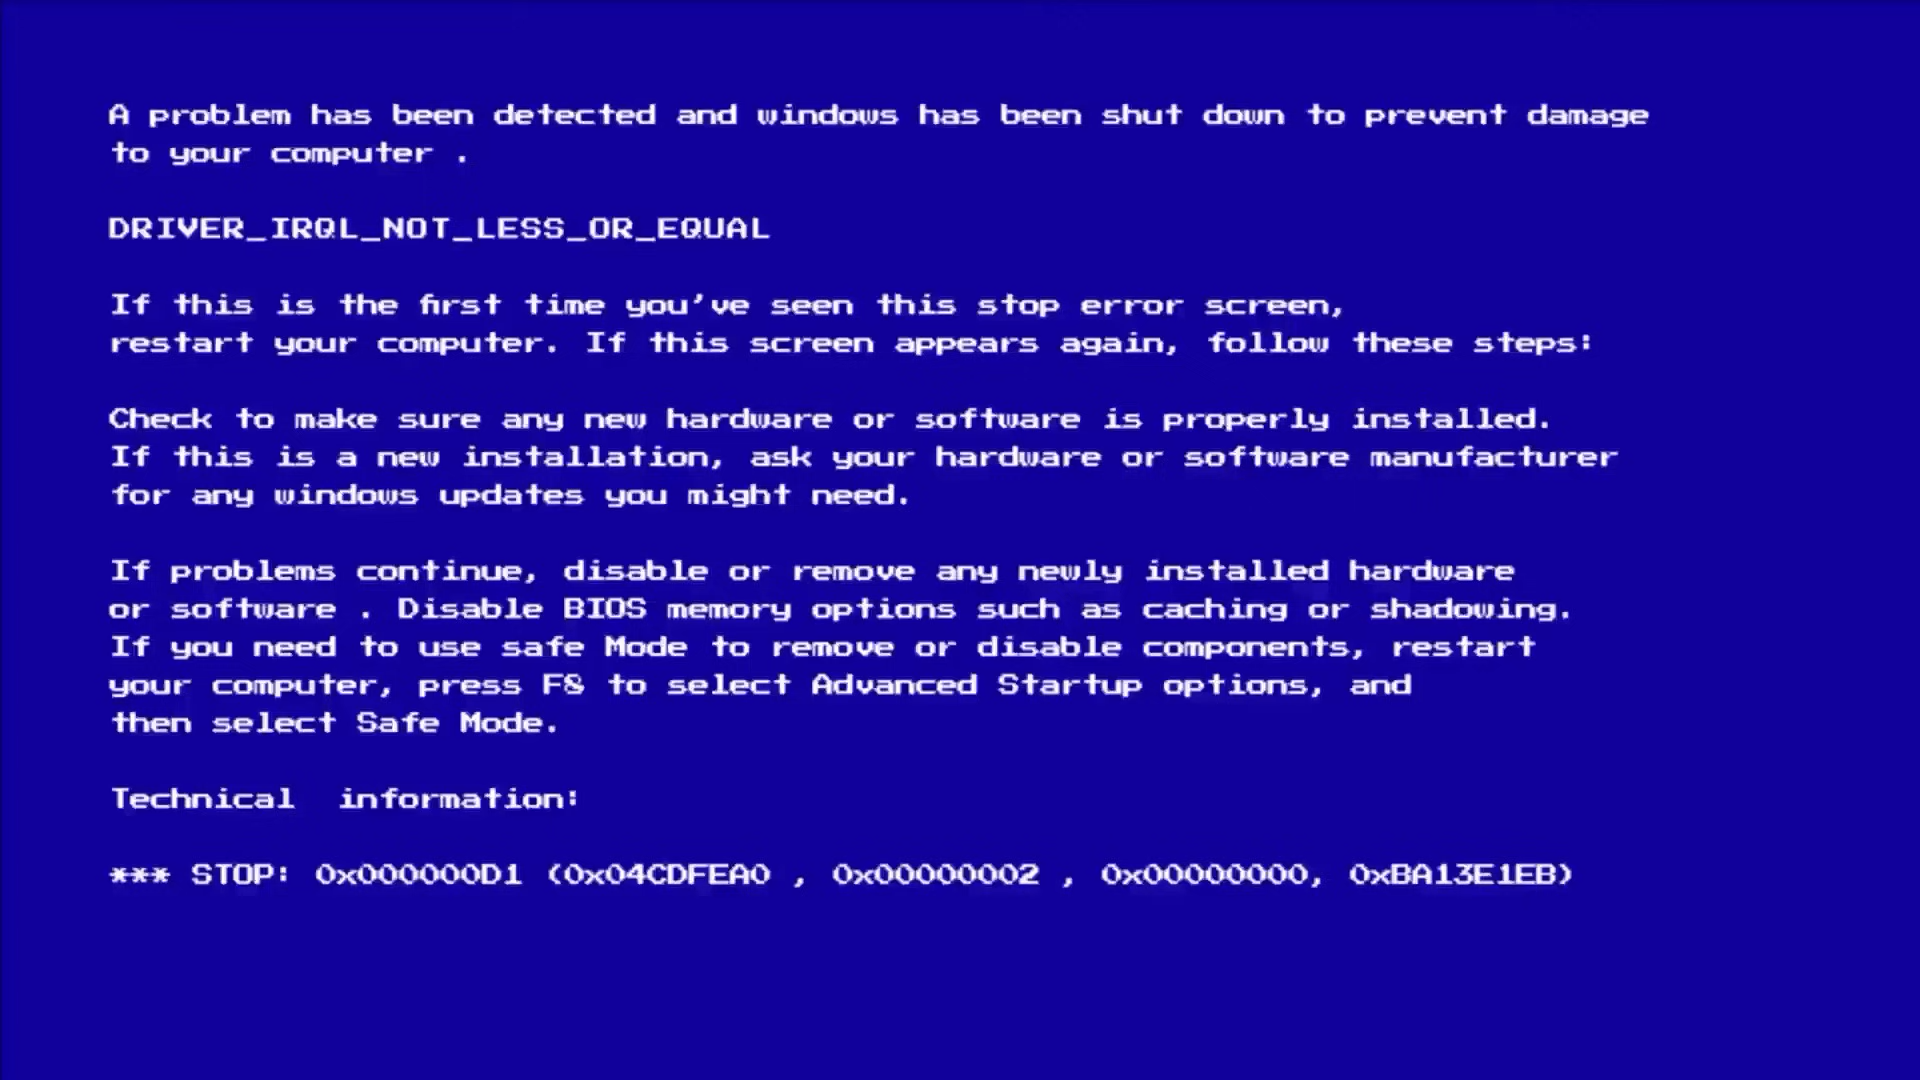 A problem has been detected and windows has been shut down to prevent damage
to your computer .
DRIVER_IRQL_NOT_LESS_OR_EQUAL
If this is the first time you've seen this stop error screen,
restart your computer. If this screen appears again, follow these steps:
Check to make sure any new hardware or software is properly installed.
If this is a new installation, ask your hardware or software manufacturer
for any windows updates you might need.
If problems continue, disable or remove any newly installed hardware
or software . Disable BIOS memory options such as caching or shadowing.
If you need to use safe Mode to remove or disable components, restart
your computer, press F& to select Advanced Startup options, and
then select Safe Mode.
Technical  information:
*** STOP: 0x000000D1 (0x04CDFEA0 , 0x00000002 , 0x00000000, 0xBA13E1EB)